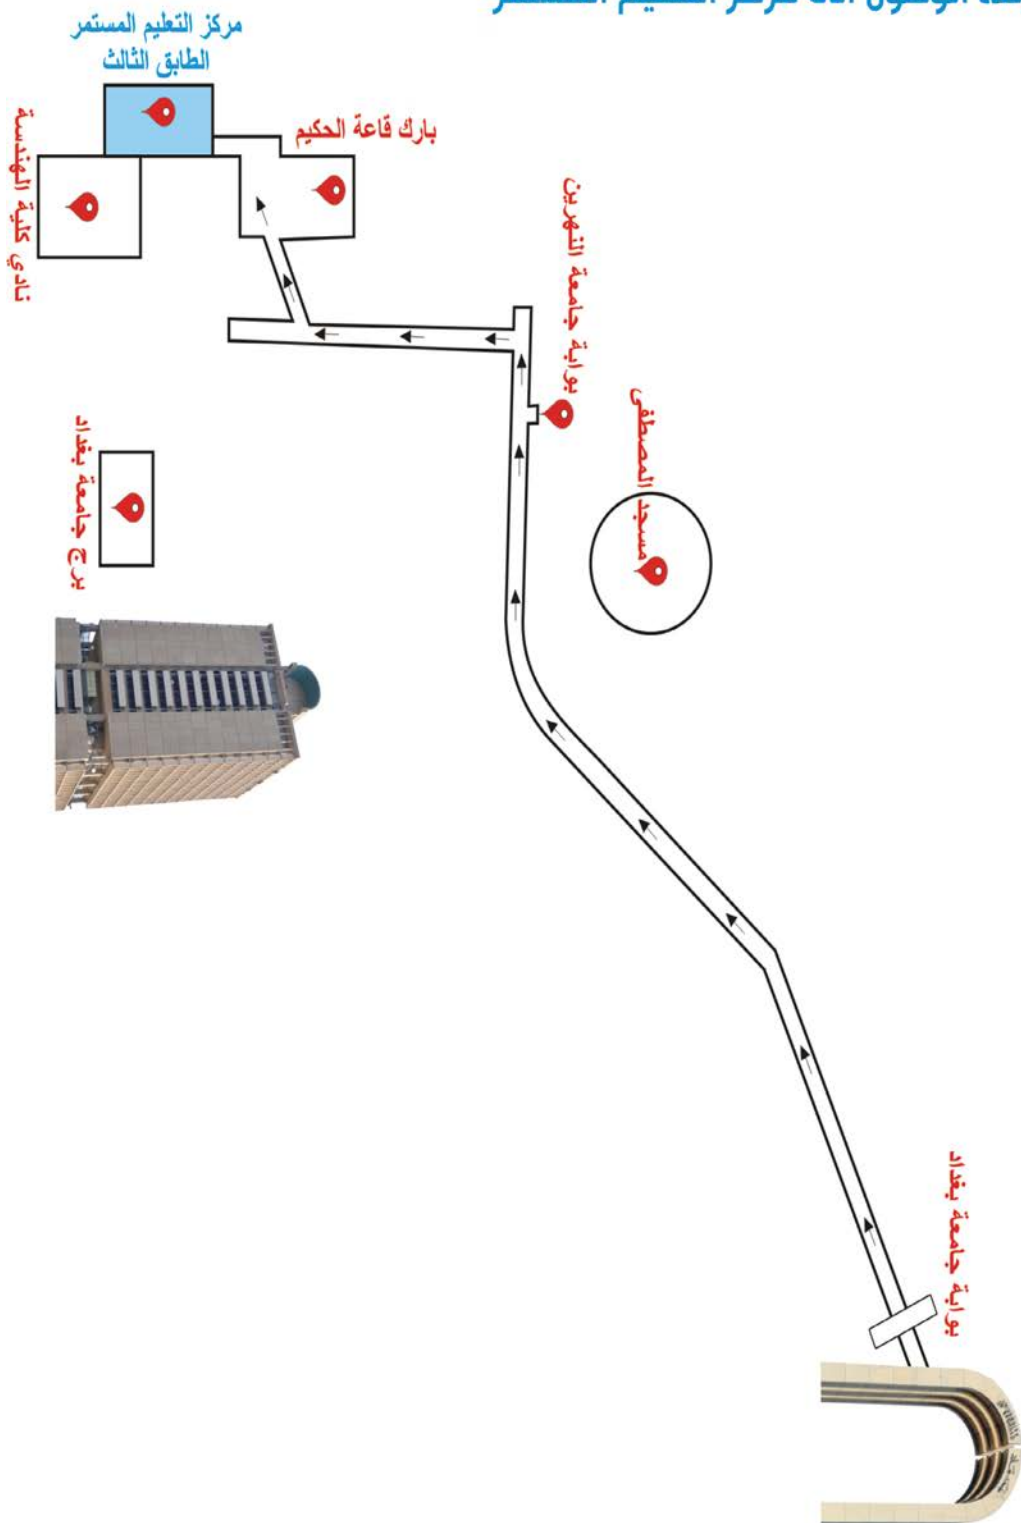 مركز التعليم المستمر
الطابق الثالث
بارك قاعة الحكيم
نادي كلية الهندسة
بوابة جامعة النهرين
مسجد المصطفى
برج جامعة بغداد
بوابة جامعة بغداد